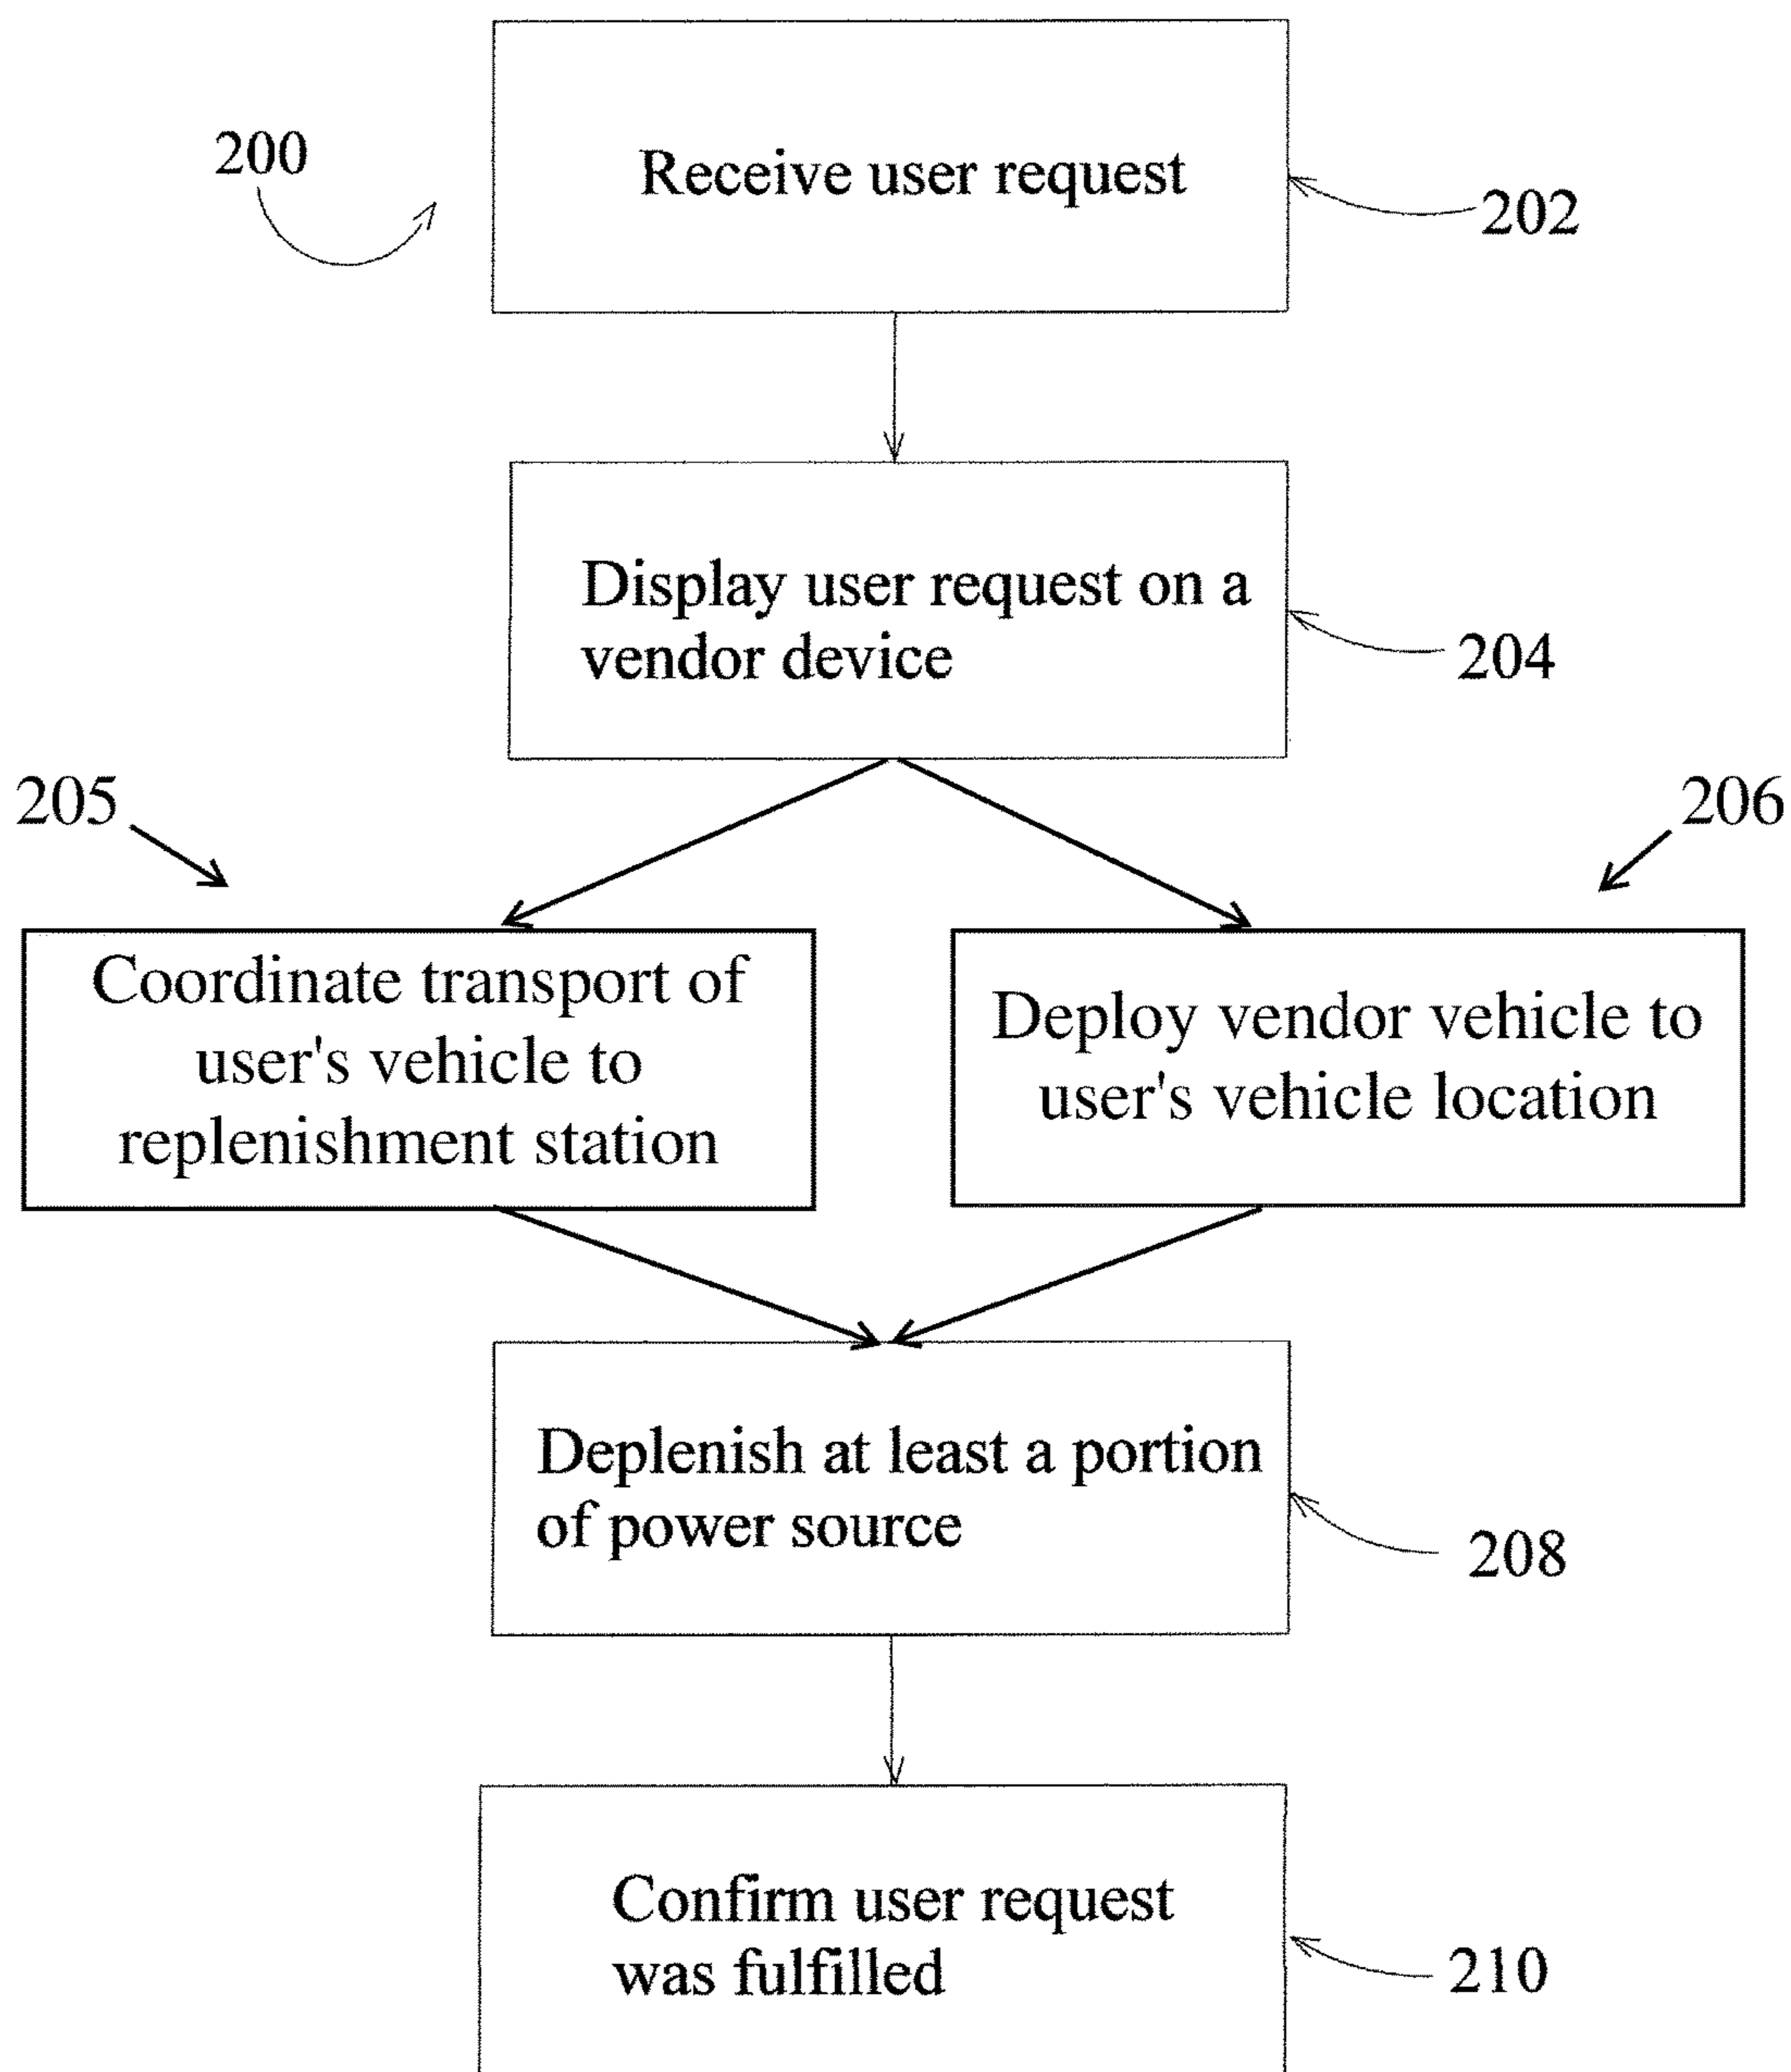 200
Receive user request
202
Display user request on a
vendor device
204
205
206
Coordinate transport of
user's vehicle to
replenishment station
Deploy vendor vehicle to
user's vehicle location
Deplenish at least a portion
of power source
208
Confirm user request
was fulfilled
210